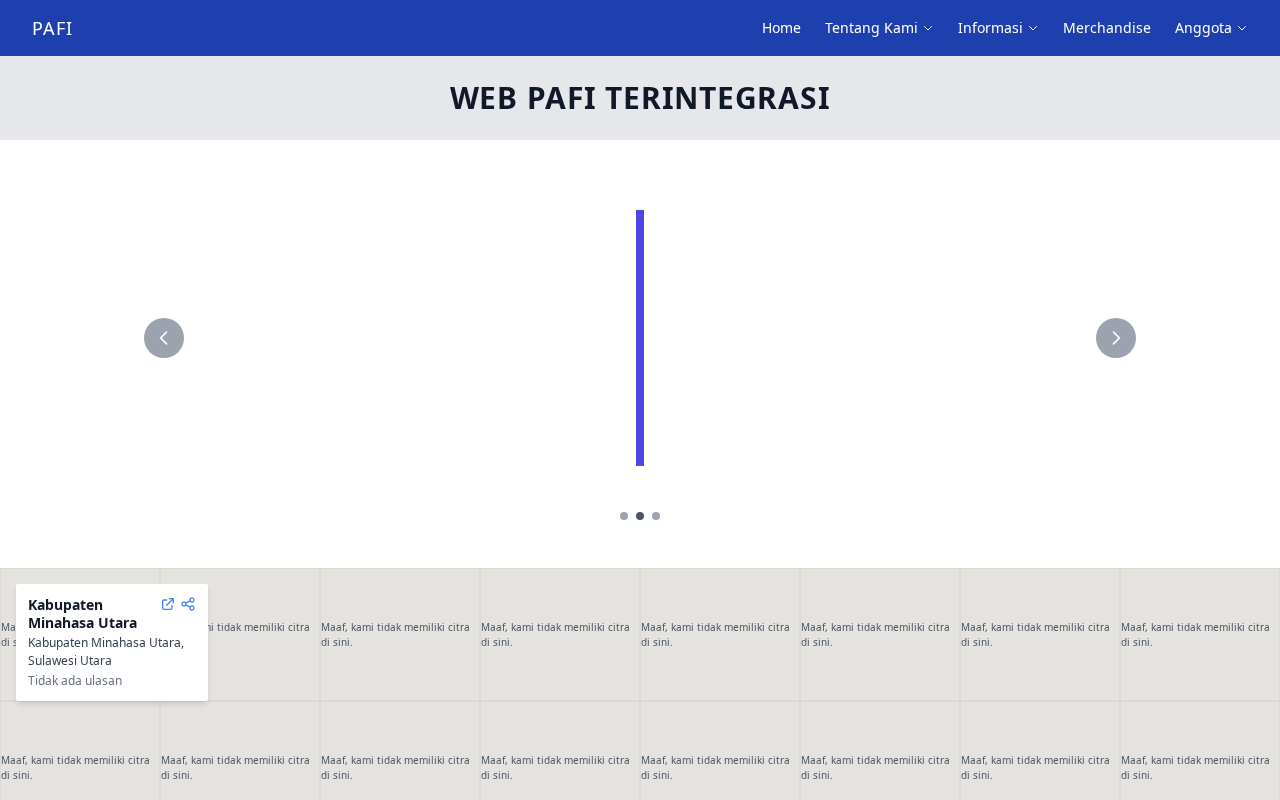 PAFI
Home
Tentang Kami
Informasi
Merchandise
Anggota
WEB PAFI TERINTEGRASI
Kabupaten
Minahasa Utara
Kabupaten Minahasa Utara,
Sulawesi Utara
Tidak ada ulasan
Maaf, kami tidak memiliki citra
di sini.
Maaf, kami tidak memiliki citra
di sini.
Maaf, kami tidak memiliki citra
di sini.
Maaf, kami tidak memiliki citra
di sini.
Maaf, kami tidak memiliki citra
di sini.
Maaf, kami tidak memiliki citra
di sini.
Maaf, kami tidak memiliki citra
di sini.
Maaf, kami tidak memiliki citra
di sini.
Maaf, kami tidak memiliki citra
di sini.
Maaf, kami tidak memiliki citra
di sini.
Maaf, kami tidak memiliki citra
di sini.
Maaf, kami tidak memiliki citra
di sini.
Maaf, kami tidak memiliki citra
di sini.
Maaf, kami tidak memiliki citra
di sini.
tidak memiliki citra